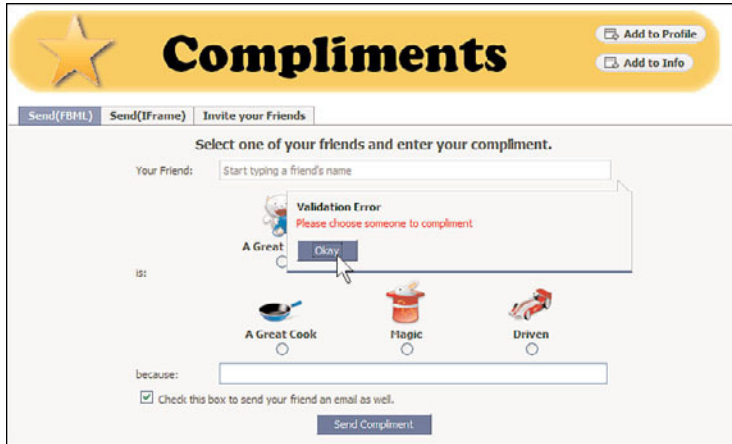 Compliments
Add to Profile
Add to Info
Send(FBML) Send(IFrame) Invite your Friends
Select one of your friends and enter your compliment.
Your Friend: Start typing a friend's name
Validation Error
Please choose someone to compliment
Okay
A Great
is:
A Great Cook Magic Driven
because:
Check this box to send your friend an email as well.
Send Compliment